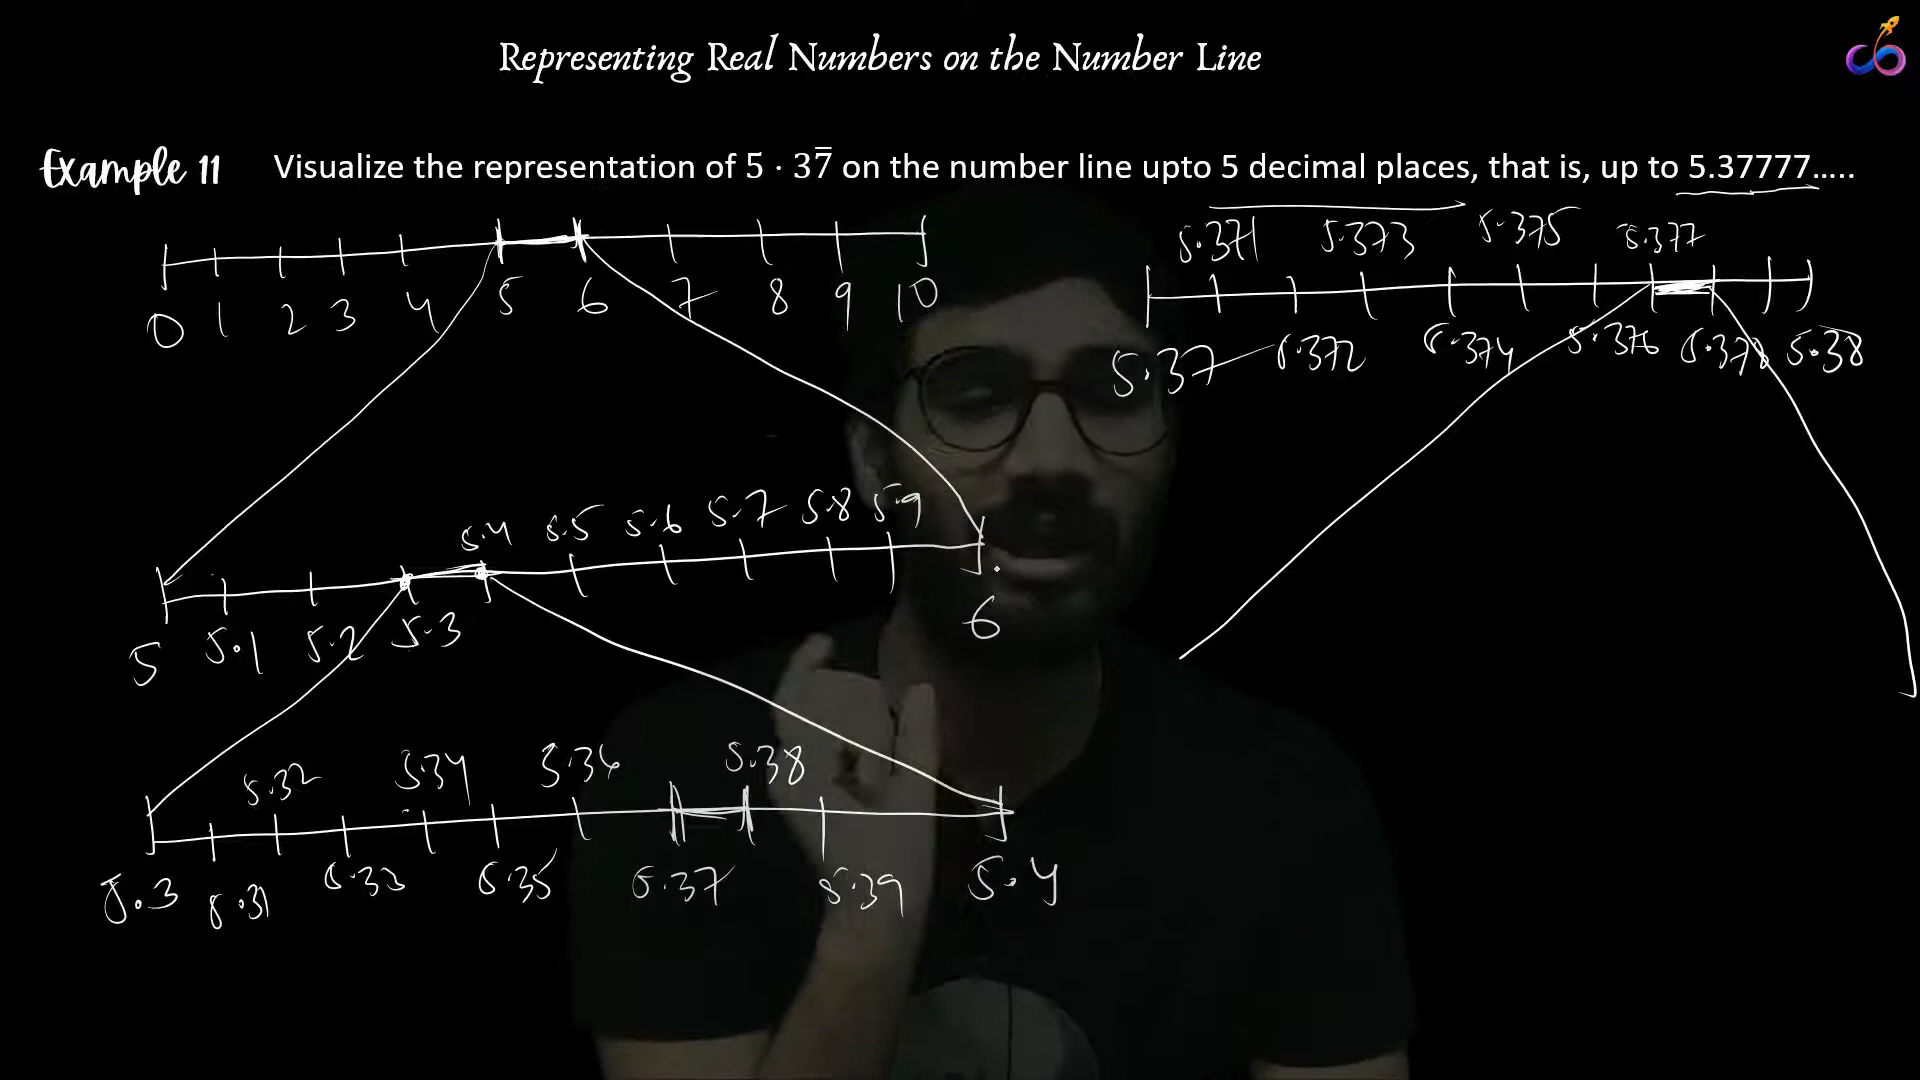 Representing Real Numbers on the Number Line
Example 11 Visualize the representation of 5 · 37̅ on the number line upto 5 decimal places, that is, up to 5.37777.....
0 1 2 3 4 5 6 7 8 9 10
5.371 5.373 5.375 5.377
5.37 5.372 5.374 5.376 5.378 5.38
5.4 5.5 5.6 5.7 5.8 5.9
5 5.1 5.2 5.3 6
5.32 5.34 5.36 5.38
5.3 5.31 5.33 5.35 5.37 5.39 5.4